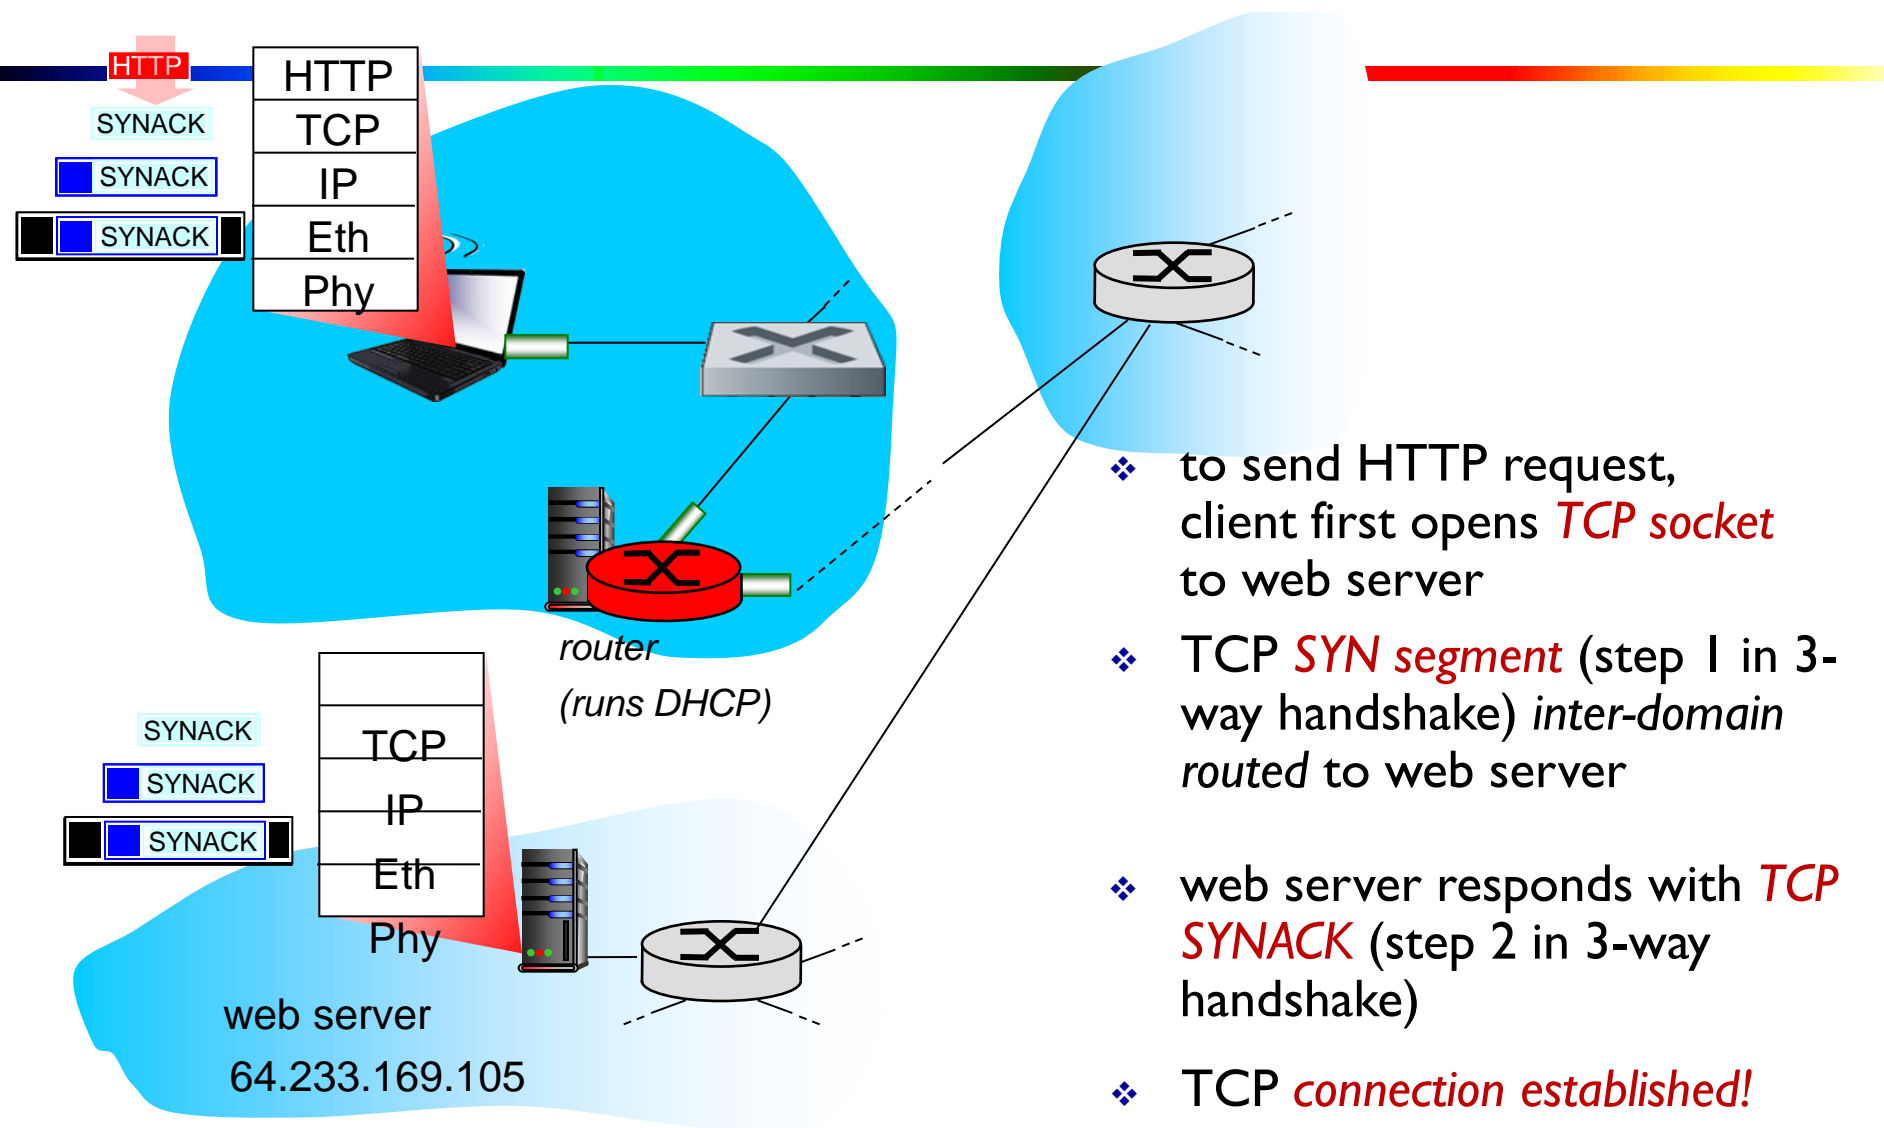 HTTP
SYNACK
SYNACK
SYNACK
HTTP
TCP
IP
Eth
Phy
router
(runs DHCP)
SYNACK
SYNACK
SYNACK
TCP
IP
Eth
Phy
web server
64.233.169.105
to send HTTP request,
client first opens TCP socket
to web server
TCP SYN segment (step 1 in 3-
way handshake) inter-domain
routed to web server
web server responds with TCP
SYNACK (step 2 in 3-way
handshake)
TCP connection established!